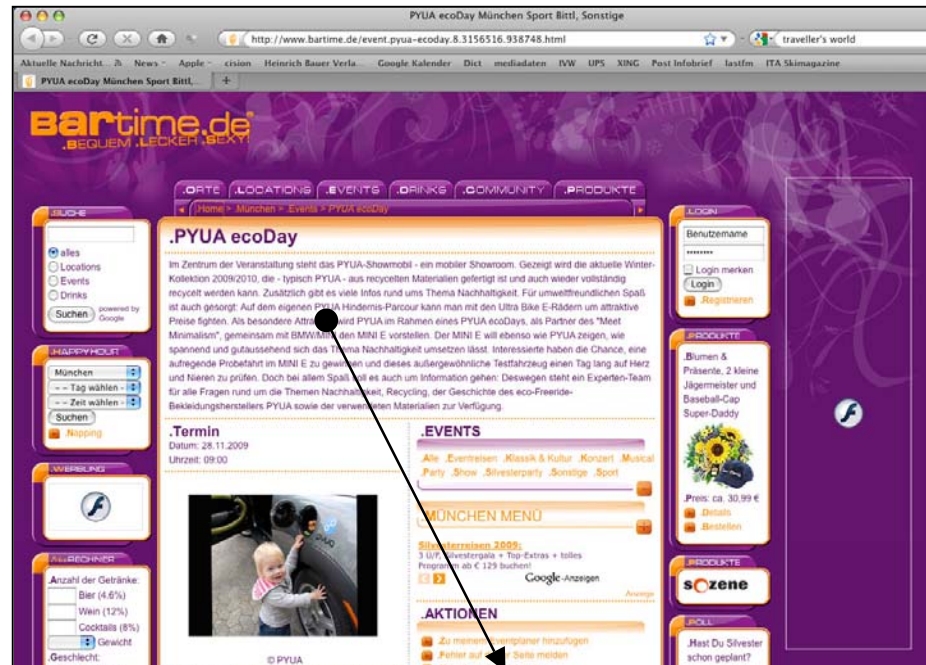 PYUA ecoDay München Sport Bittl, Sonstige
http://www.bartime.de/event.pyua-ecoday.8.3156516.938748.html
traveller's world
Aktuelle Nachricht... News Apple cision Heinrich Bauer Verla... Google Kalender Dict mediadaten IVW UPS XING Post Infobrief lastfm ITA Skimagazine
PYUA ecoDay München Sport Bittl,... +
Bartime.de
.BEQUEM .LECKER .SEXY!
.ORTE .LOCATIONS .EVENTS .DRINKS .COMMUNITY .PRODUKTE
.Home > .München > .Events > PYUA ecoDay
.SUCHE
alles
Locations
Events
Drinks
Suchen powered by Google
.HAPPYHOUR
München
- - Tag wählen -
- - Zeit wählen -
Suchen
.Napping
.WERBUNG
.Anzahl der Getränke:
Bier (4.6%)
Wein (12%)
Cocktails (8%)
Gewicht
.Geschlecht:
.PYUA ecoDay
Im Zentrum der Veranstaltung steht das PYUA-Showmobil - ein mobiler Showroom. Gezeigt wird die aktuelle Winter-
Kollektion 2009/2010, die - typisch PYUA - aus recycelten Materialien gefertigt ist und auch wieder vollständig
recycelt werden kann. Zusätzlich gibt es viele Infos rund ums Thema Nachhaltigkeit. Für umweltfreundlichen Spaß
ist auch gesorgt: Auf dem eigenen PYUA Hindernis-Parcour kann man mit den Ultra Bike E-Rädern um attraktive
Preise fighten. Als besondere wird PYUA im Rahmen eines PYUA ecoDays, als Partner des "Meet
Minimalism", gemeinsam mit BMW/MINI den MINI E vorstellen. Der MINI E will ebenso wie PYUA zeigen, wie
spannend und gutaussehend sich das Thema Nachhaltigkeit umsetzen lässt. Interessierte haben die Chance, eine
aufregende Probefahrt im MINI E zu gewinnen und dieses außergewöhnliche Testfahrzeug einen Tag lang auf Herz
und Nieren zu prüfen. Doch bei allem Spaß soll es auch um Information gehen: Deswegen steht ein Experten-Team
für alle Fragen rund um die Themen Nachhaltigkeit, Recycling, der Geschichte des eco-Freeride-
Bekleidungsherstellers PYUA sowie der verwendeten Materialien zur Verfügung.
.Termin
Datum: 28.11.2009
Uhrzeit: 09:00
PYUA
© PYUA
.EVENTS
.Alle .Eventreisen .Klassik & Kultur .Konzert .Musical
.Party .Show .Silvesterparty .Sonstige .Sport
.MÜNCHEN MENÜ
Silvesterreisen 2009:
3 Ü/F, Silvestergala + Top-Extras + tolles
Programm ab € 129 buchen!
Google-Anzeigen
Anzeige
.AKTIONEN
.Zu meinem Eventplaner hinzufügen
.Fehler auf dieser Seite melden
.LOGIN
Benutzername
Login merken
Login
.Registrieren
.PRODUKTE
.Blumen &
Präsente, 2 kleine
Jägermeister und
Baseball-Cap
Super-Daddy
.Preis: ca. 30,99 €
.Details
.Bestellen
.PRODUKTE
sozene
.POLL
.Hast Du Silvester
schon geplant?